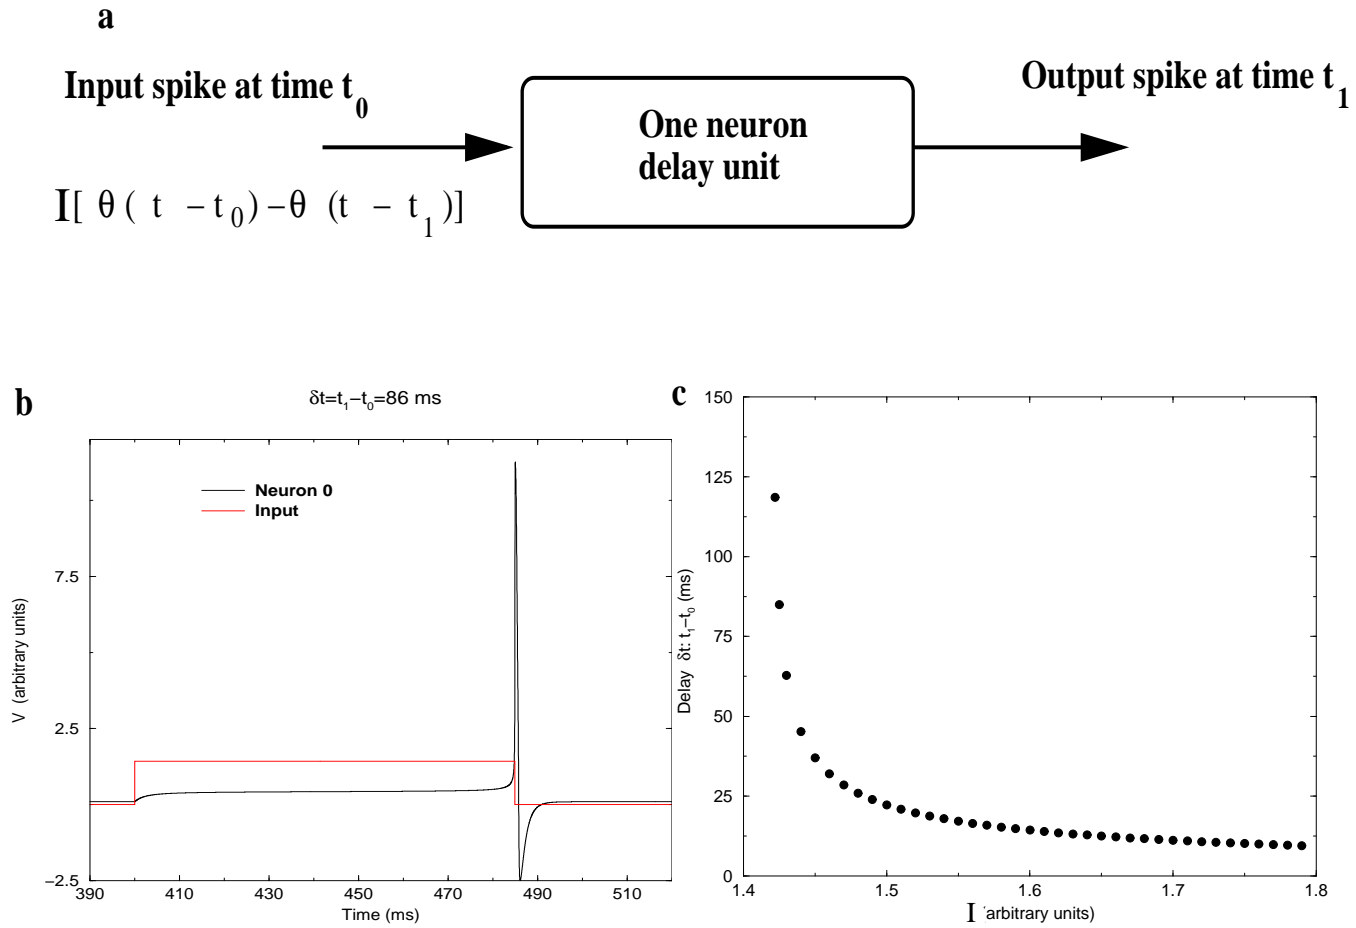 a
Input spike at time t0
Output spike at time t1
One neuron
delay unit
I[ θ ( t − t0) − θ (t − t1)]
b
δt=t1−t0=86 ms
Neuron 0
Input
7.5
2.5
−2.5
V (arbitrary units)
390 410 430 450 470 490 510
Time (ms)
c
150
125
100
75
50
25
0
Delay δt: t1−t0 (ms)
1.4 1.5 1.6 1.7 1.8
I (arbitrary units)